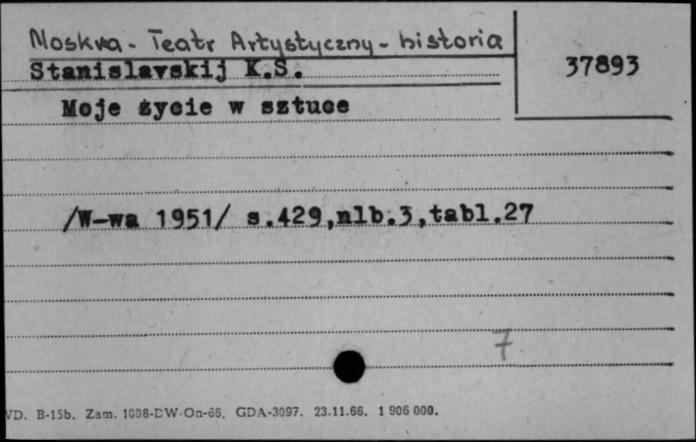 Moskwa - Teatr Artystyczny - historia
Stanislavskij K.S.
37893
Moje życie w sztuce
/W-wa 1951/ s.429,nlb.3,tabl.27
7
VD. B-15b. Zam. 1008-DW-On-66. GDA-3097. 23.11.66. 1 906 000.